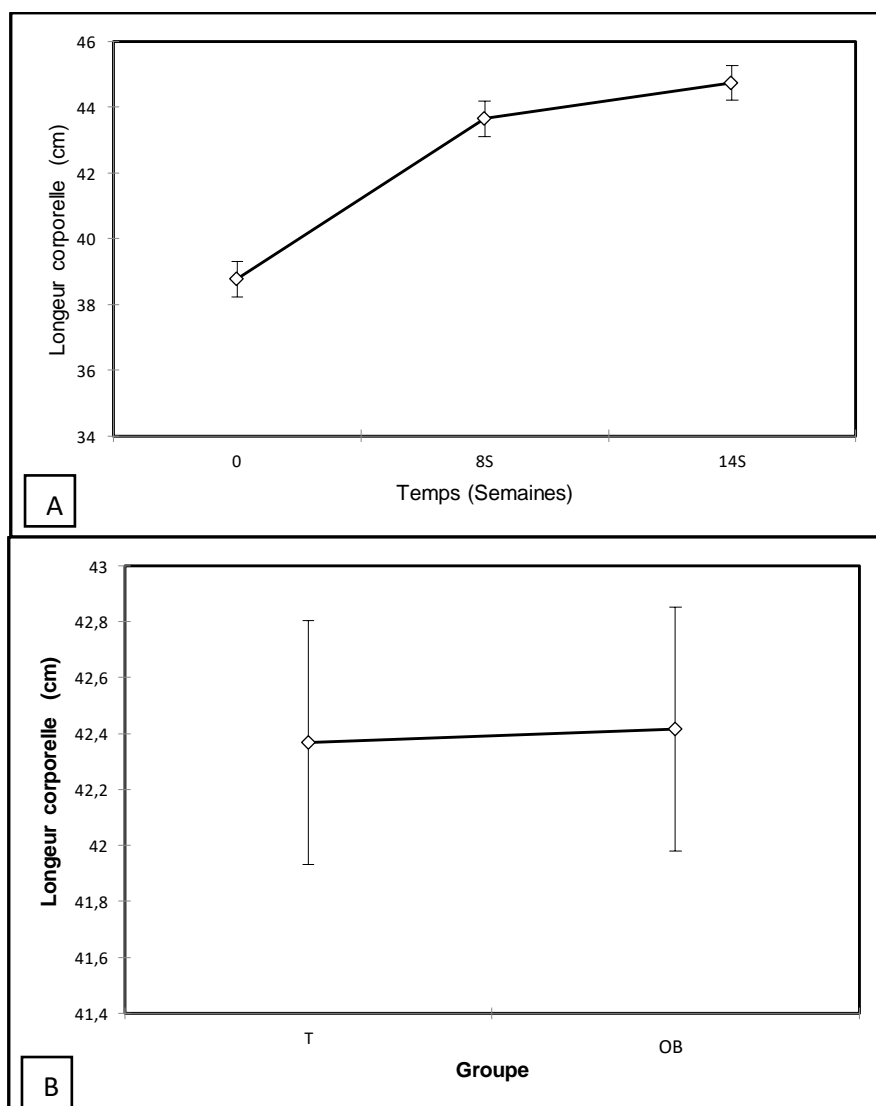 46
44
42
40
38
36
34
Longeur corporelle (cm)
0 8S 14S
Temps (Semaines)
A
43
42,8
42,6
42,4
42,2
42
41,8
41,6
41,4
Longeur corporelle (cm)
T OB
Groupe
B